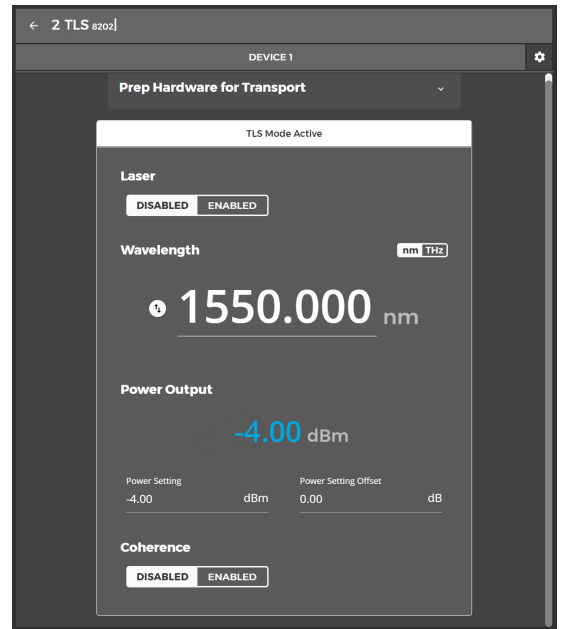 2 TLS 8202
DEVICE 1
Prep Hardware for Transport
TLS Mode Active
Laser
DISABLED ENABLED
Wavelength nm THz
1550.000 nm
Power Output
-4.00 dBm
Power Setting Power Setting Offset
-4.00 dBm 0.00 dB
Coherence
DISABLED ENABLED